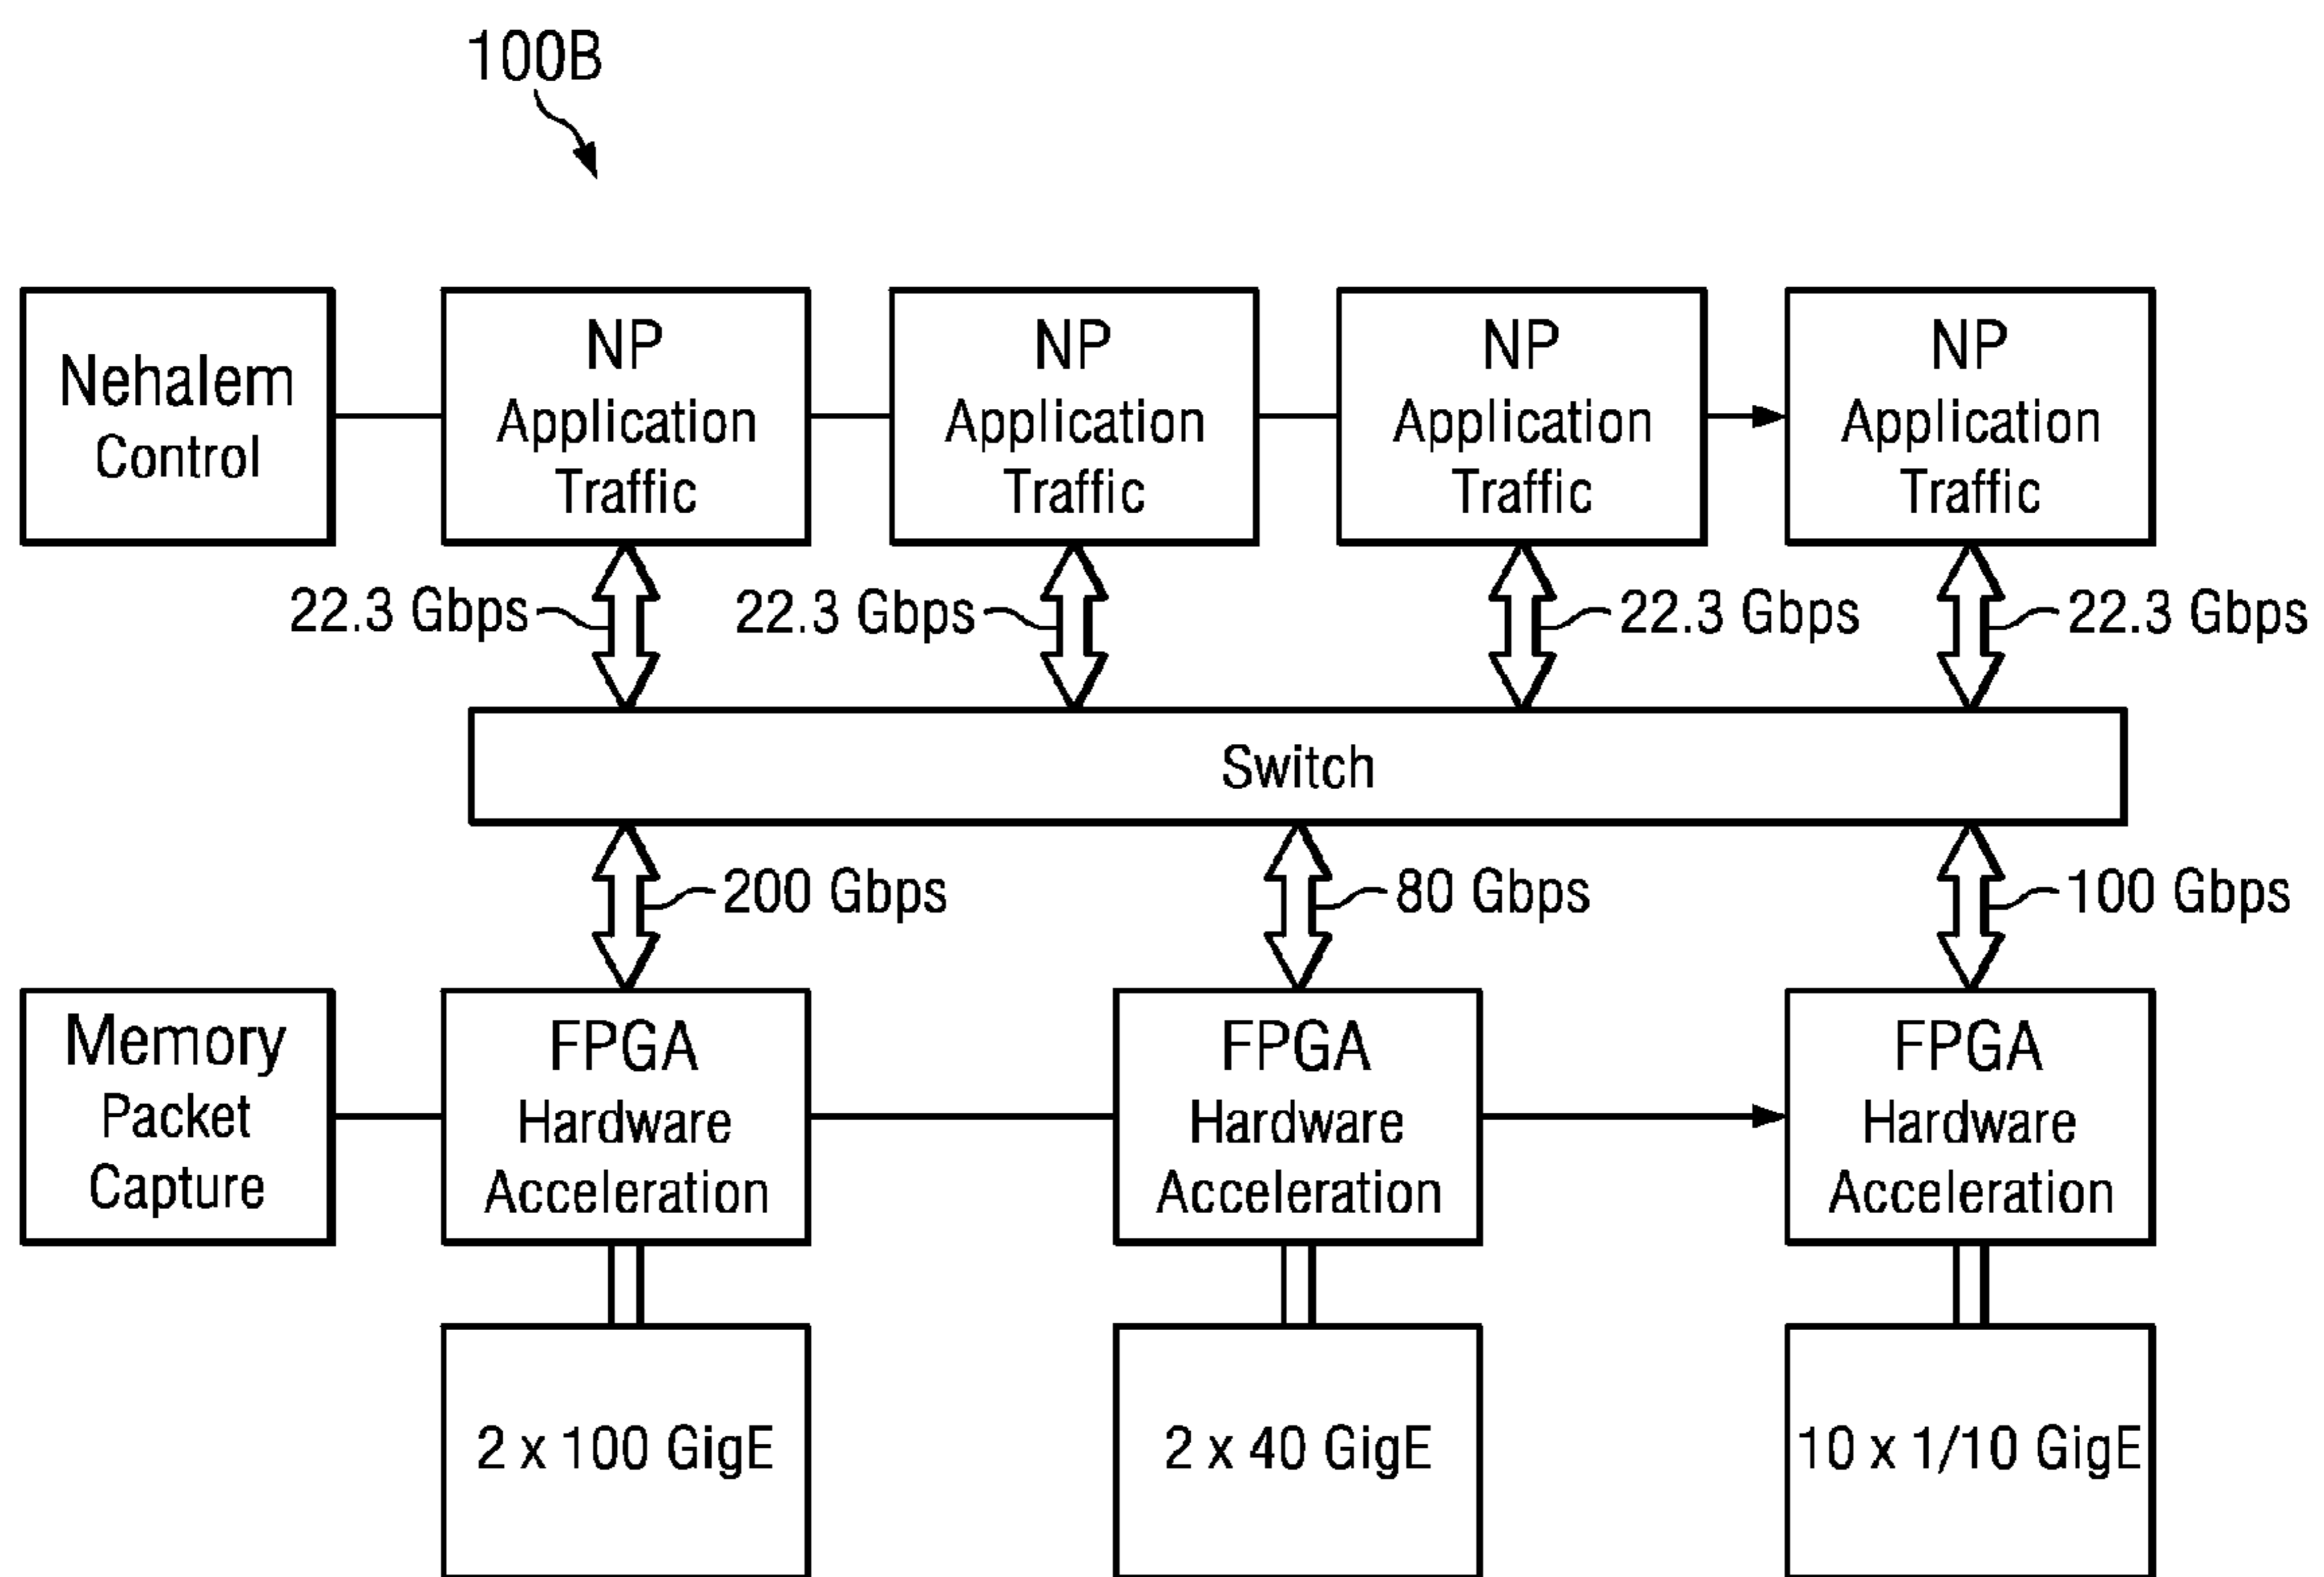 100B
Nehalem
Control
NP
Application
Traffic
NP
Application
Traffic
NP
Application
Traffic
NP
Application
Traffic
22.3 Gbps
22.3 Gbps
22.3 Gbps
22.3 Gbps
Switch
200 Gbps
80 Gbps
100 Gbps
Memory
Packet
Capture
FPGA
Hardware
Acceleration
FPGA
Hardware
Acceleration
FPGA
Hardware
Acceleration
2 x 100 GigE
2 x 40 GigE
10 x 1/10 GigE